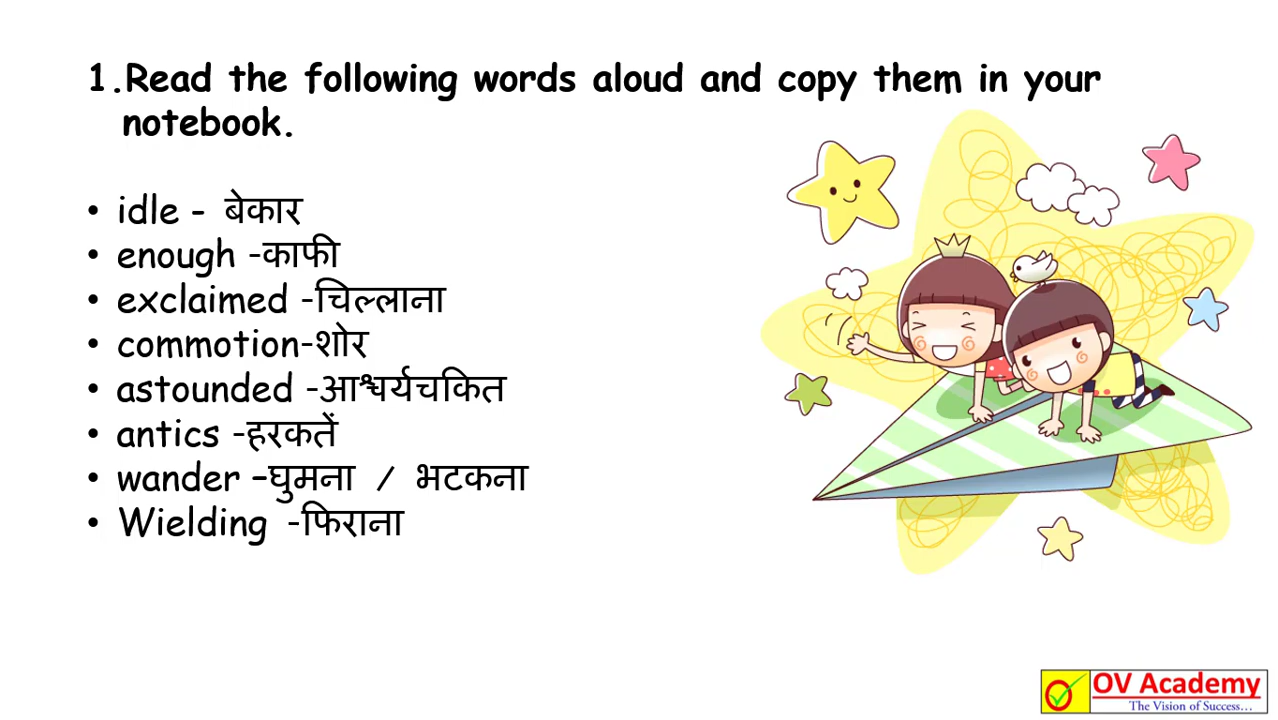 1.Read the following words aloud and copy them in your
notebook.
• idle - बेकार
• enough -काफी
• exclaimed -चिल्लाना
• commotion-शोर
• astounded -आश्चर्यचकित
• antics -हरकतें
• wander –घुमना / भटकना
• Wielding -फिराना
OV Academy
The Vision of Success...